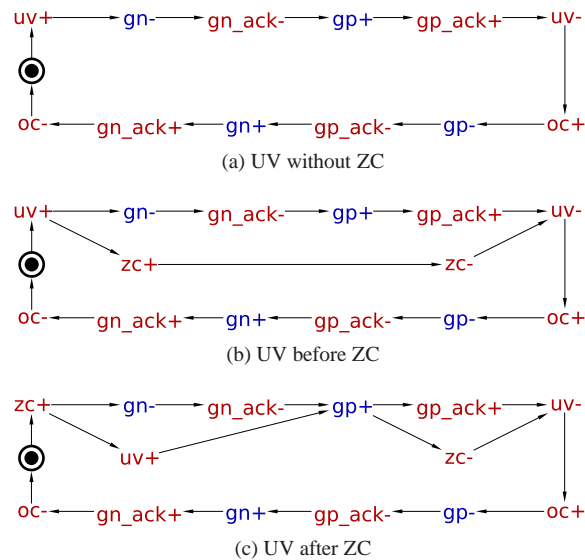 uv+ gn- gn_ack- gp+ gp_ack+ uv-
oc- gn_ack+ gn+ gp_ack- gp- oc+
(a) UV without ZC
uv+ gn- gn_ack- gp+ gp_ack+ uv-
zc+ zc-
oc- gn_ack+ gn+ gp_ack- gp- oc+
(b) UV before ZC
zc+ gn- gn_ack- gp+ gp_ack+ uv-
uv+ zc-
oc- gn_ack+ gn+ gp_ack- gp- oc+
(c) UV after ZC